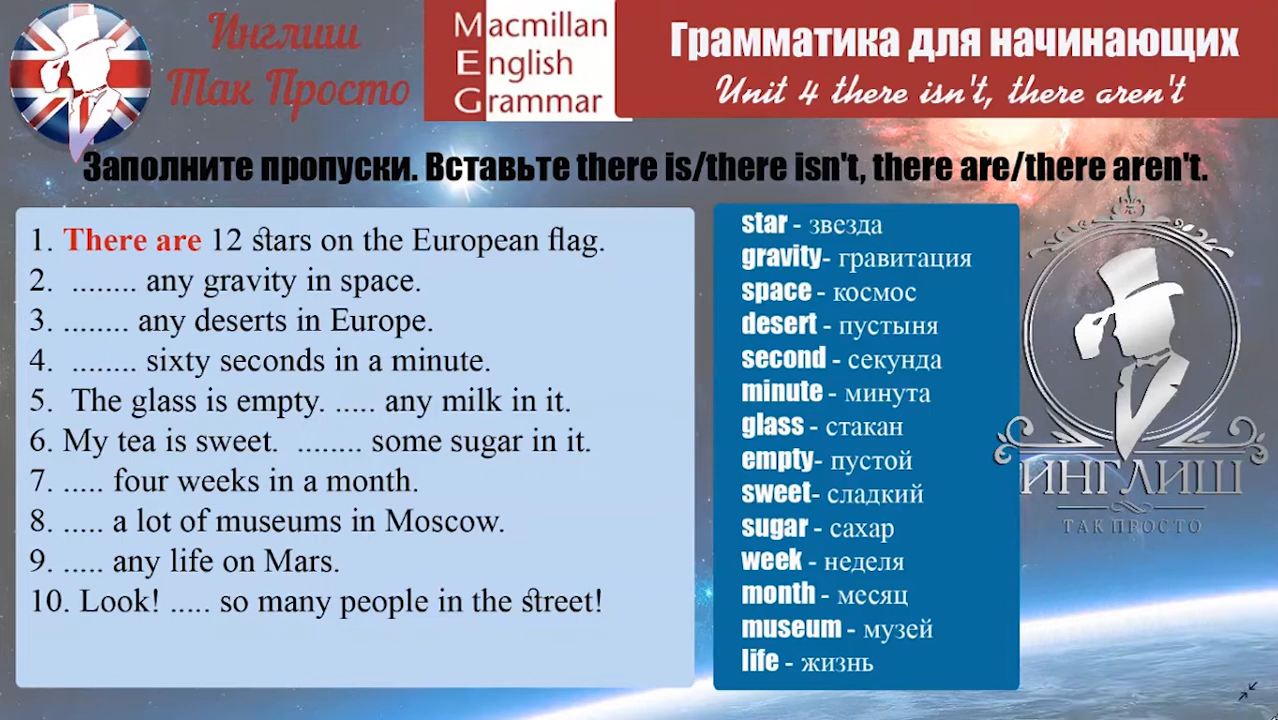 Инглиш
Так Просто
Macmillan
English
Grammar
Грамматика для начинающих
Unit 4 there isn't, there aren't
Заполните пропуски. Вставьте there is/there isn't, there are/there aren't.
1. There are 12 stars on the European flag.
2. ........ any gravity in space.
3. ........ any deserts in Europe.
4. ........ sixty seconds in a minute.
5. The glass is empty. ..... any milk in it.
6. My tea is sweet. ........ some sugar in it.
7. ..... four weeks in a month.
8. ..... a lot of museums in Moscow.
9. ..... any life on Mars.
10. Look! ..... so many people in the street!
star - звезда
gravity- гравитация
space - космос
desert - пустыня
second - секунда
minute - минута
glass - стакан
empty- пустой
sweet- сладкий
sugar - сахар
week - неделя
month - месяц
museum - музей
life - жизнь
ИНГЛИШ
ТАК ПРОСТО